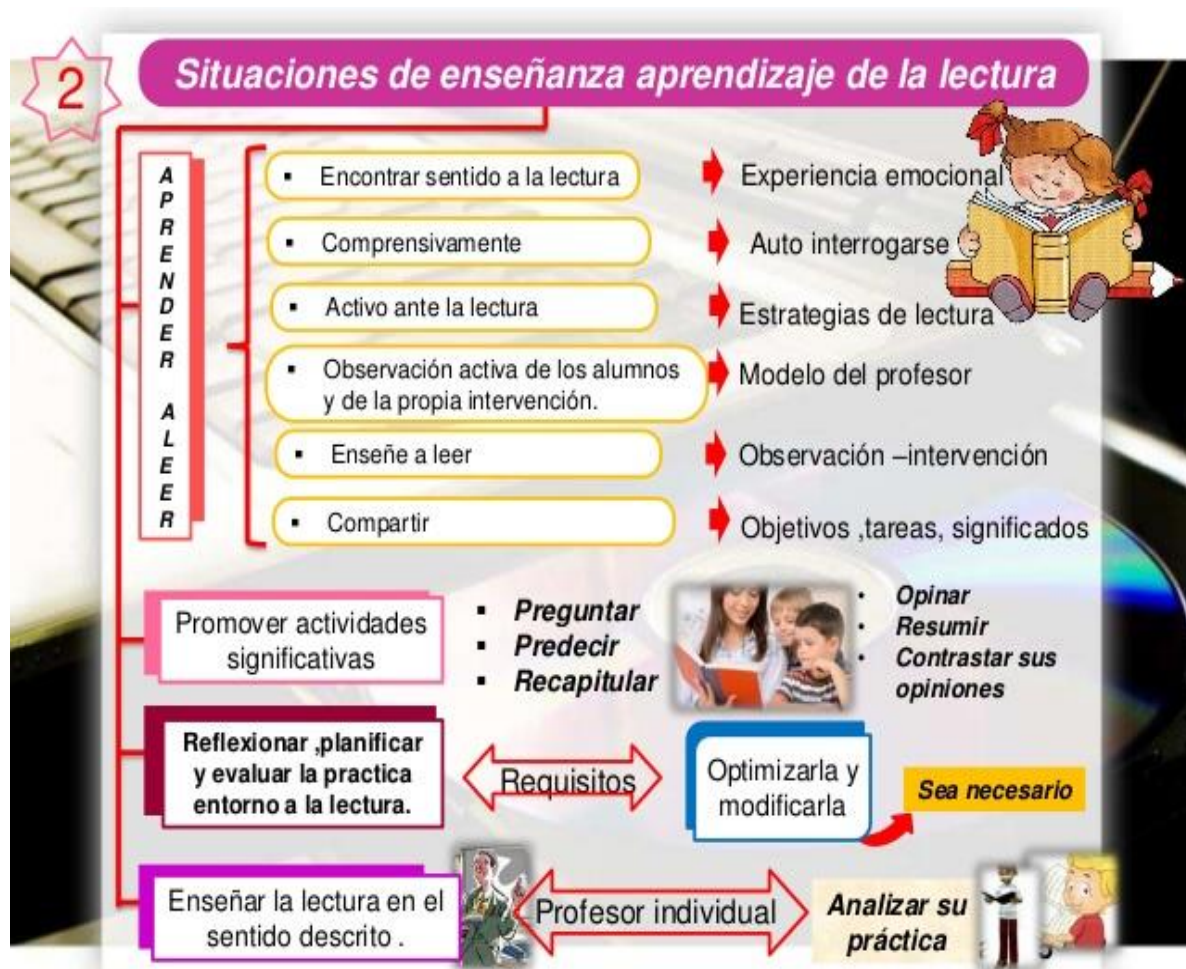 2
Situaciones de enseñanza aprendizaje de la lectura
APRENDER A LEER
▪ Encontrar sentido a la lectura
Experiencia emocional
▪ Comprensivamente
Auto interrogarse
▪ Activo ante la lectura
Estrategias de lectura
▪ Observación activa de los alumnos
y de la propia intervención.
Modelo del profesor
▪ Enseñe a leer
Observación –intervención
▪ Compartir
Objetivos ,tareas, significados
Promover actividades
significativas
▪ Preguntar
▪ Predecir
▪ Recapitular
• Opinar
• Resumir
• Contrastar sus
opiniones
Reflexionar ,planificar
y evaluar la practica
entorno a la lectura.
Requisitos
Optimizarla y
modificarla
Sea necesario
Enseñar la lectura en el
sentido descrito .
Profesor individual
Analizar su
práctica